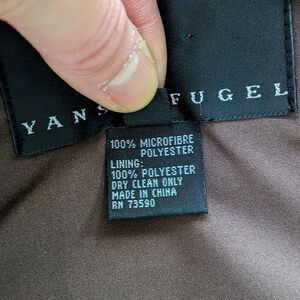 YANS FUGEL
100% MICROFIBRE
POLYESTER
LINING:
100% POLYESTER
DRY CLEAN ONLY
MADE IN CHINA
RN 73590